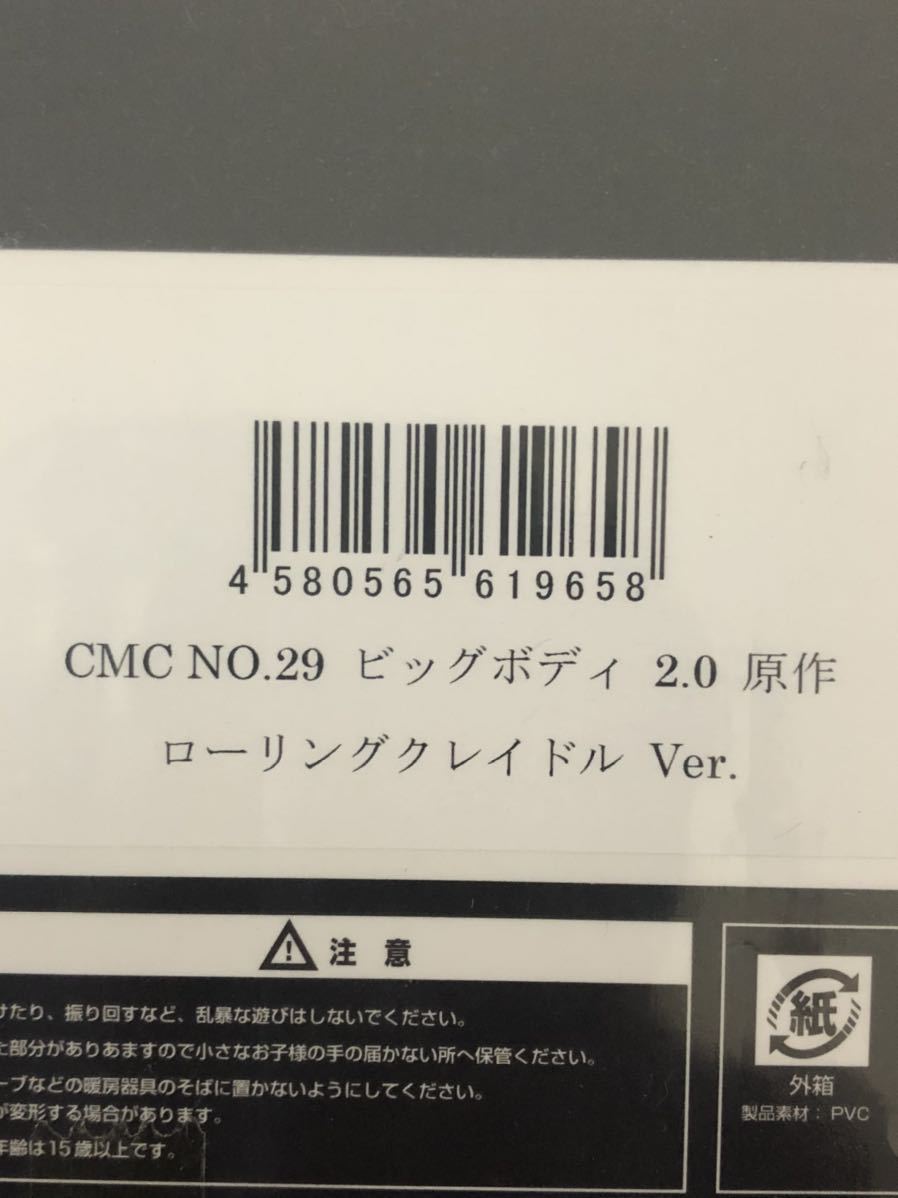 4 580565 619658
CMC NO.29 ビッグボディ 2.0 原作
ローリングクレイドル Ver.
注 意
けたり、振り回すなど、乱暴な遊びはしないでください。
た部分がありあますので小さなお子様の手の届かない所へ保管ください。
ーブなどの暖房器具のそばに置かないようにしてください。
が変形する場合があります。
年齢は15歳以上です。
紙
外箱
製品素材：PVC